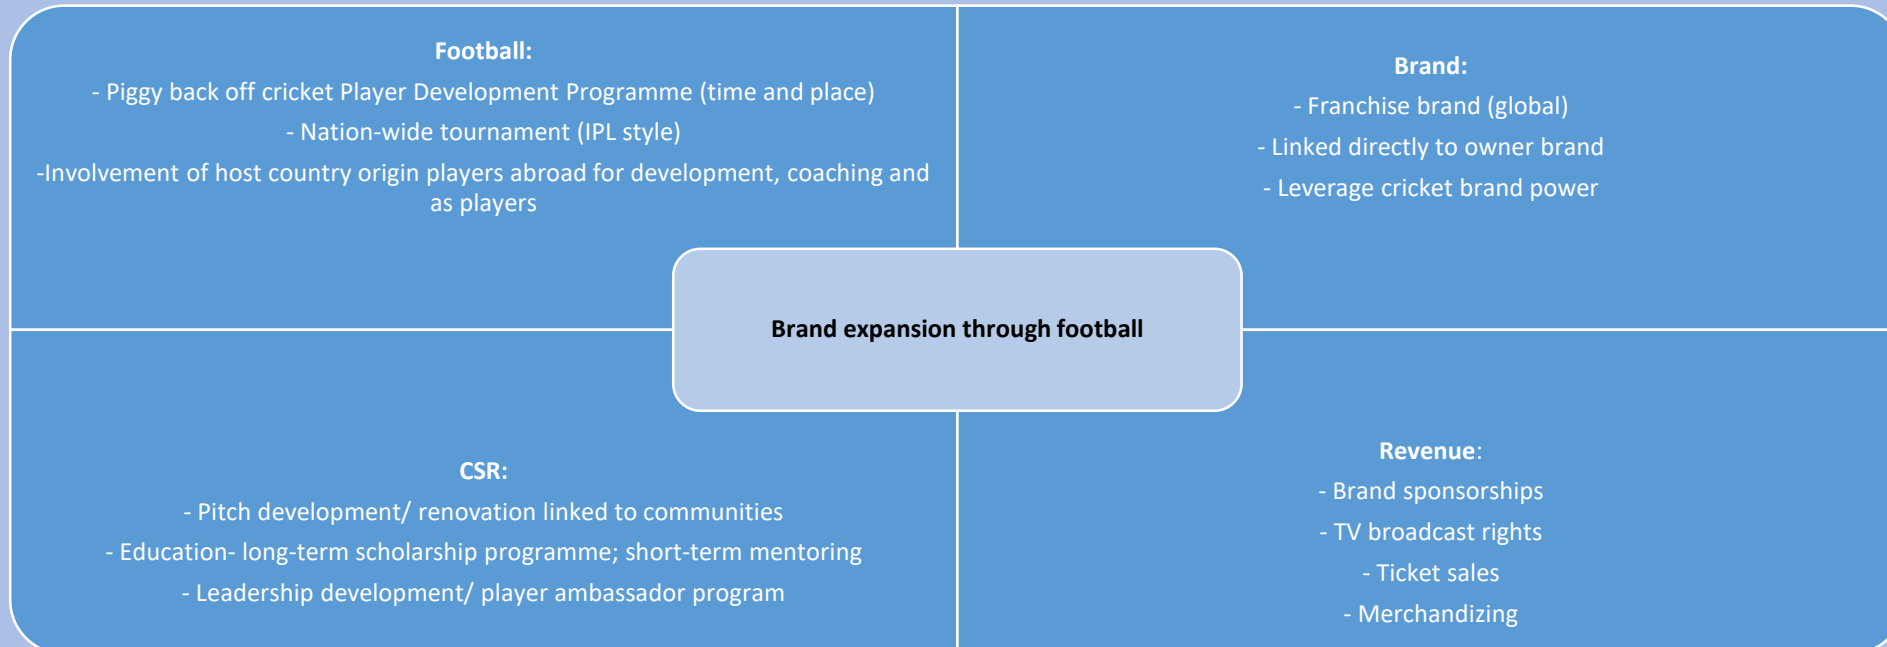 Football:
- Piggy back off cricket Player Development Programme (time and place)
- Nation-wide tournament (IPL style)
-Involvement of host country origin players abroad for development, coaching and
as players
Brand:
- Franchise brand (global)
- Linked directly to owner brand
- Leverage cricket brand power
Brand expansion through football
CSR:
- Pitch development/ renovation linked to communities
- Education- long-term scholarship programme; short-term mentoring
- Leadership development/ player ambassador program
Revenue:
- Brand sponsorships
- TV broadcast rights
- Ticket sales
- Merchandizing